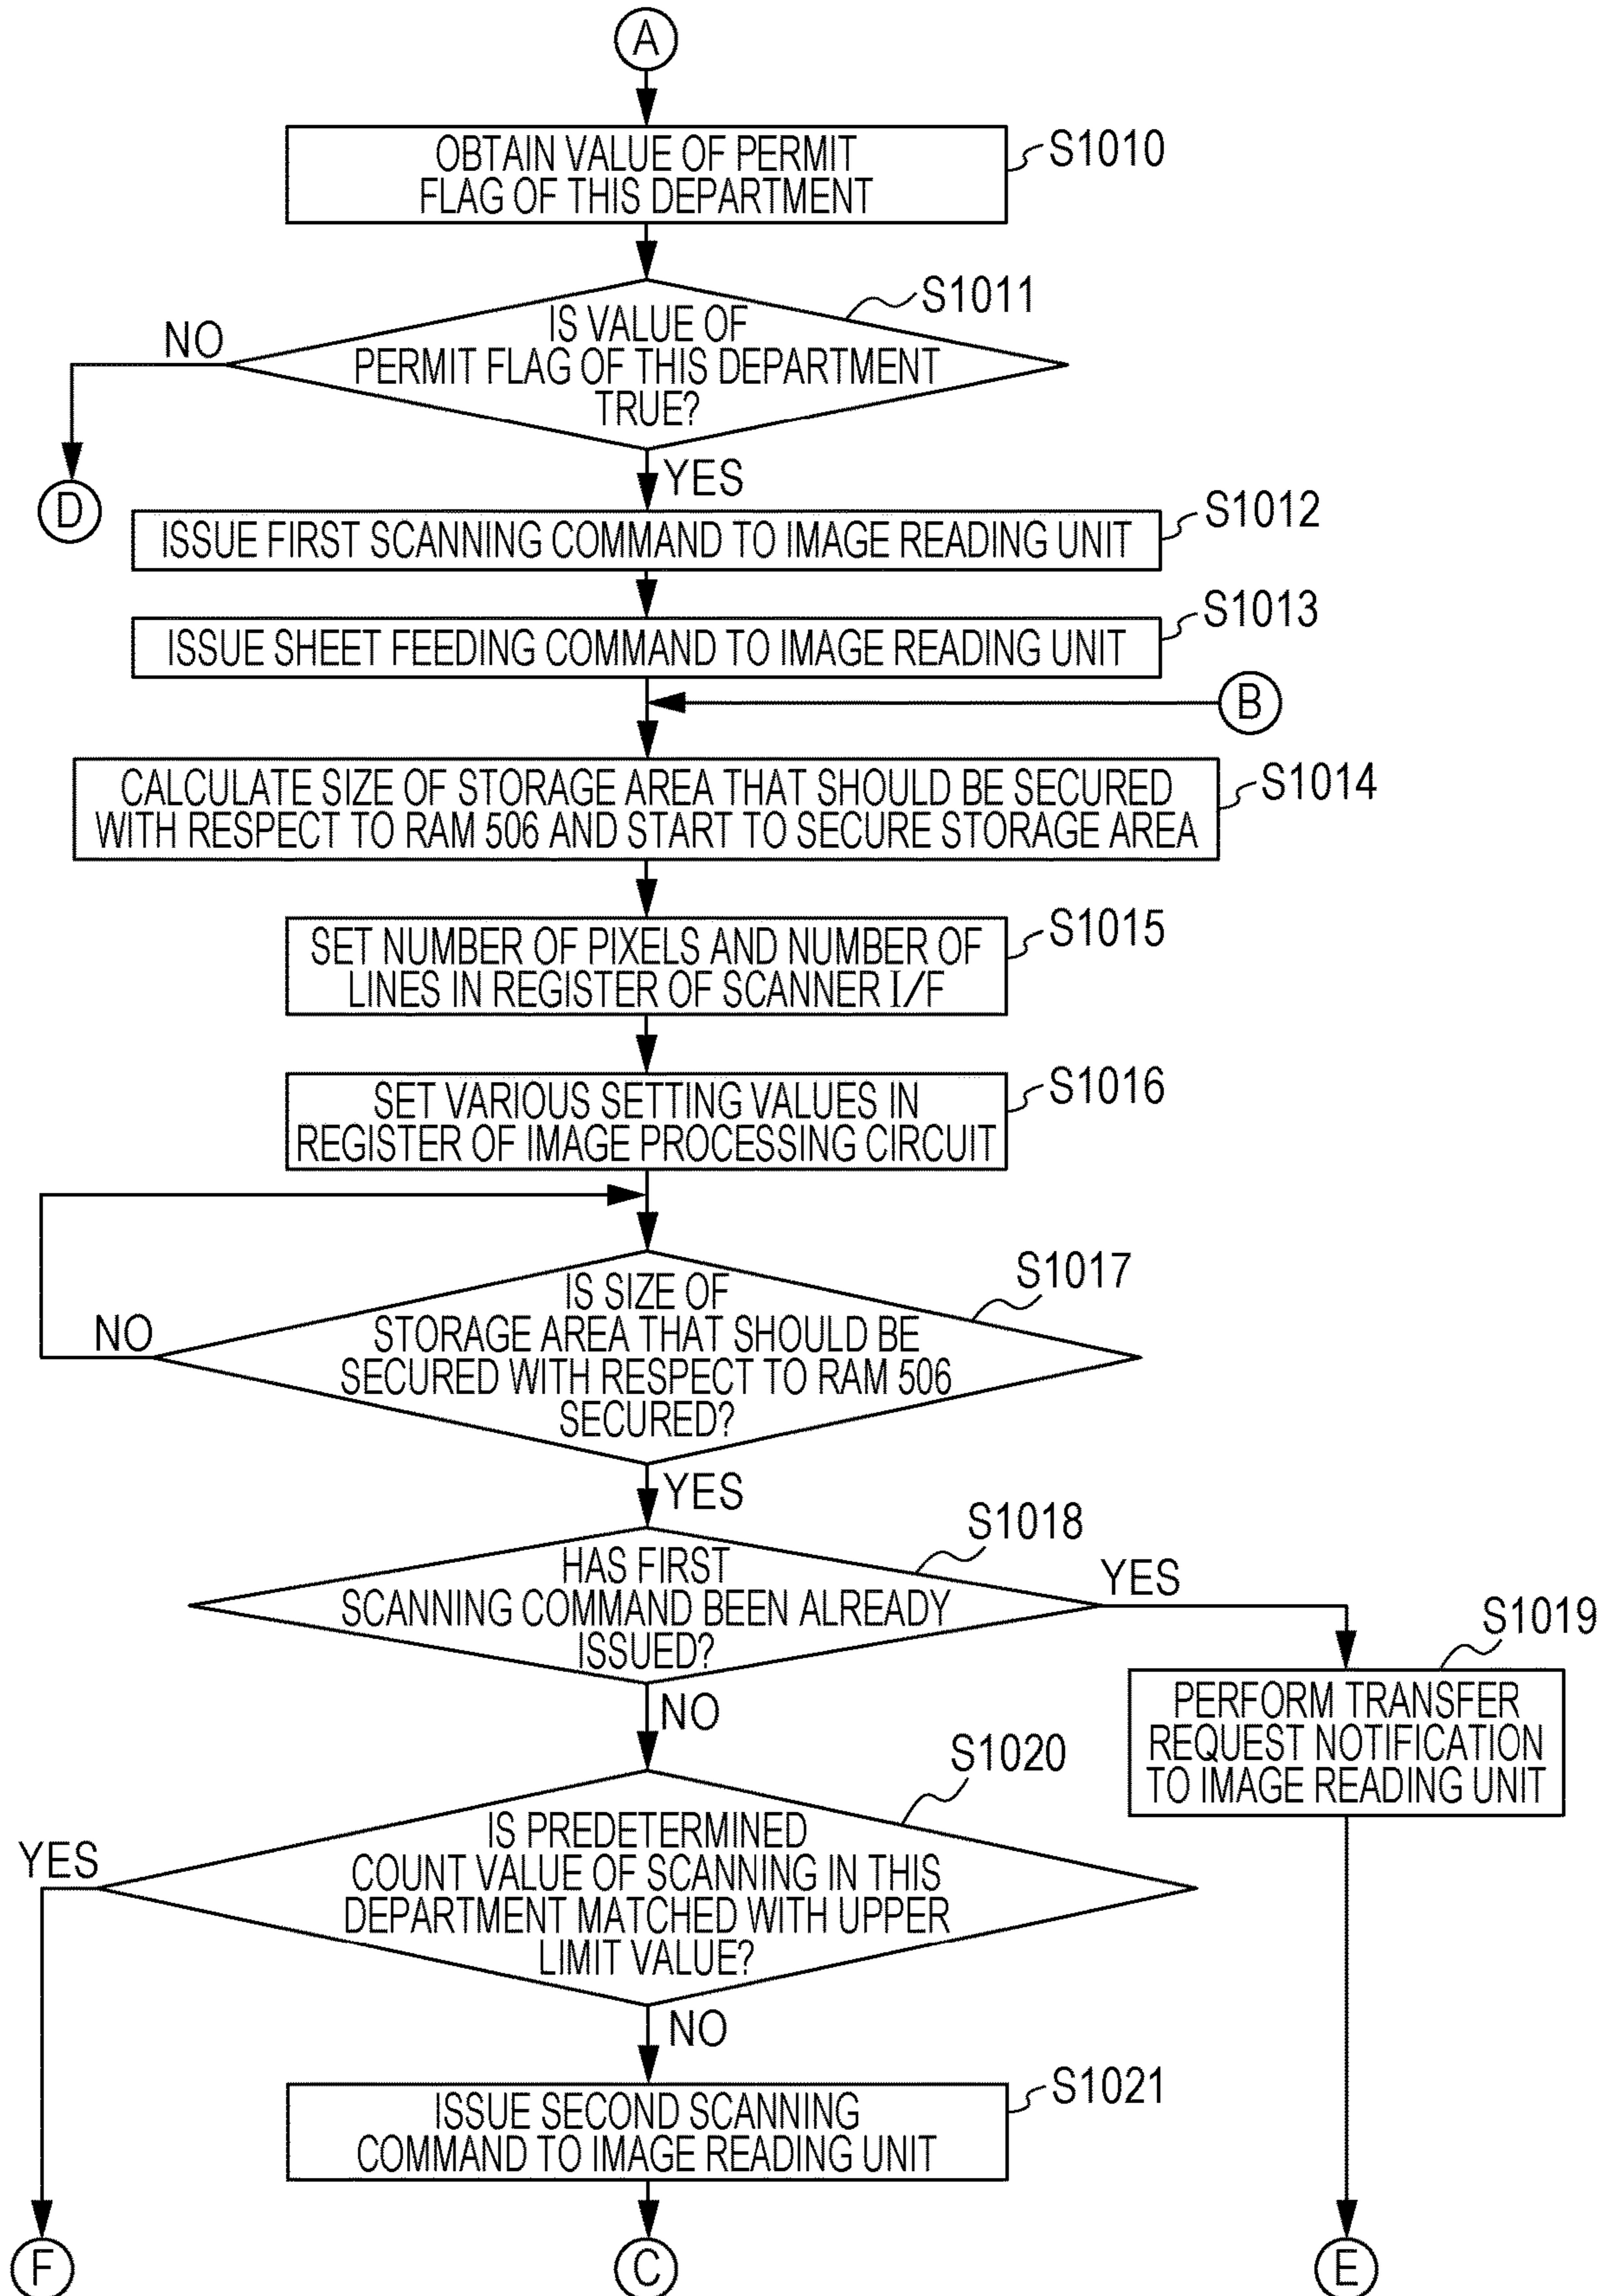 A
OBTAIN VALUE OF PERMIT
FLAG OF THIS DEPARTMENT
S1010
S1011
IS VALUE OF
PERMIT FLAG OF THIS DEPARTMENT
TRUE?
NO
D
YES
ISSUE FIRST SCANNING COMMAND TO IMAGE READING UNIT
S1012
ISSUE SHEET FEEDING COMMAND TO IMAGE READING UNIT
S1013
B
CALCULATE SIZE OF STORAGE AREA THAT SHOULD BE SECURED
WITH RESPECT TO RAM 506 AND START TO SECURE STORAGE AREA
S1014
SET NUMBER OF PIXELS AND NUMBER OF
LINES IN REGISTER OF SCANNER I/F
S1015
SET VARIOUS SETTING VALUES IN
REGISTER OF IMAGE PROCESSING CIRCUIT
S1016
S1017
IS SIZE OF
STORAGE AREA THAT SHOULD BE
SECURED WITH RESPECT TO RAM 506
SECURED?
NO
YES
S1018
HAS FIRST
SCANNING COMMAND BEEN ALREADY
ISSUED?
YES
S1019
PERFORM TRANSFER
REQUEST NOTIFICATION
TO IMAGE READING UNIT
NO
S1020
IS PREDETERMINED
COUNT VALUE OF SCANNING IN THIS
DEPARTMENT MATCHED WITH UPPER
LIMIT VALUE?
YES
NO
ISSUE SECOND SCANNING
COMMAND TO IMAGE READING UNIT
S1021
F
C
E